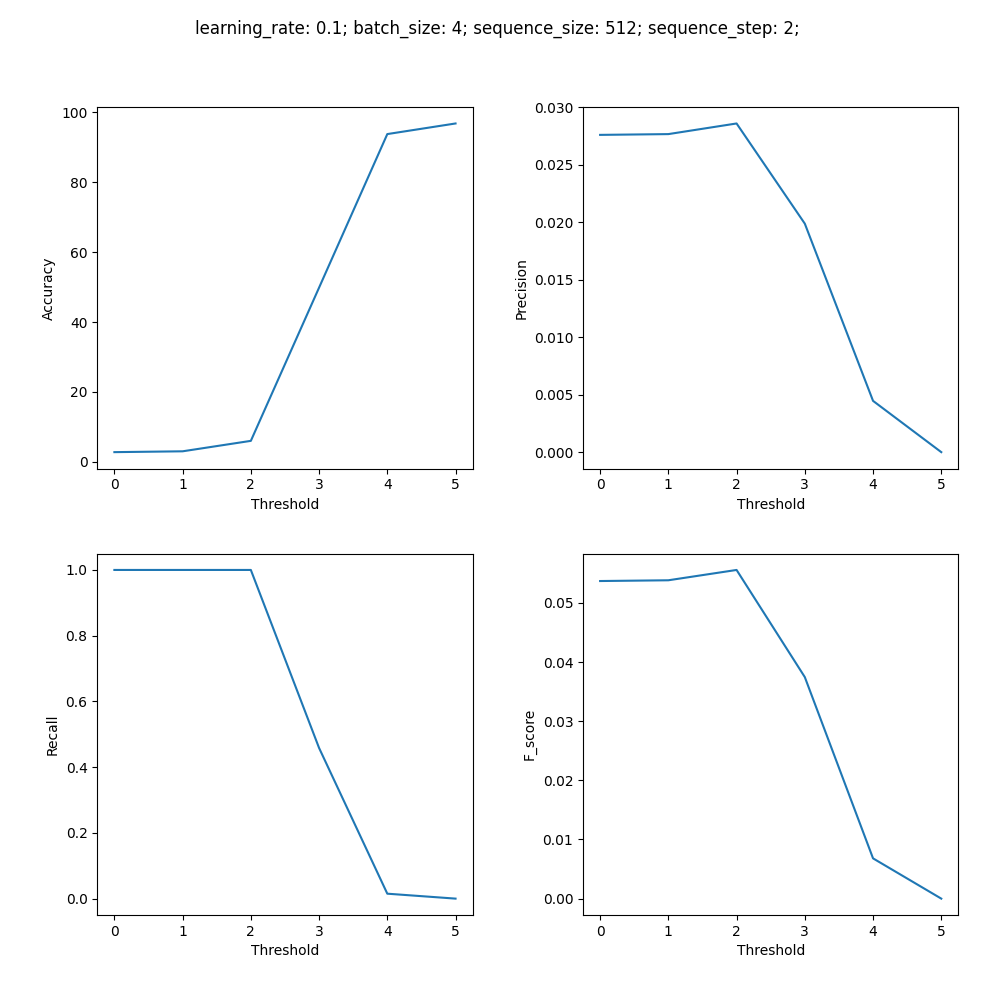 learning_rate: 0.1; batch_size: 4; sequence_size: 512; sequence_step: 2;
100
80
60
40
20
0
Accuracy
0 1 2 3 4 5
Threshold
0.030
0.025
0.020
0.015
0.010
0.005
0.000
Precision
0 1 2 3 4 5
Threshold
1.0
0.8
0.6
0.4
0.2
0.0
Recall
0 1 2 3 4 5
Threshold
0.05
0.04
0.03
0.02
0.01
0.00
F_score
0 1 2 3 4 5
Threshold